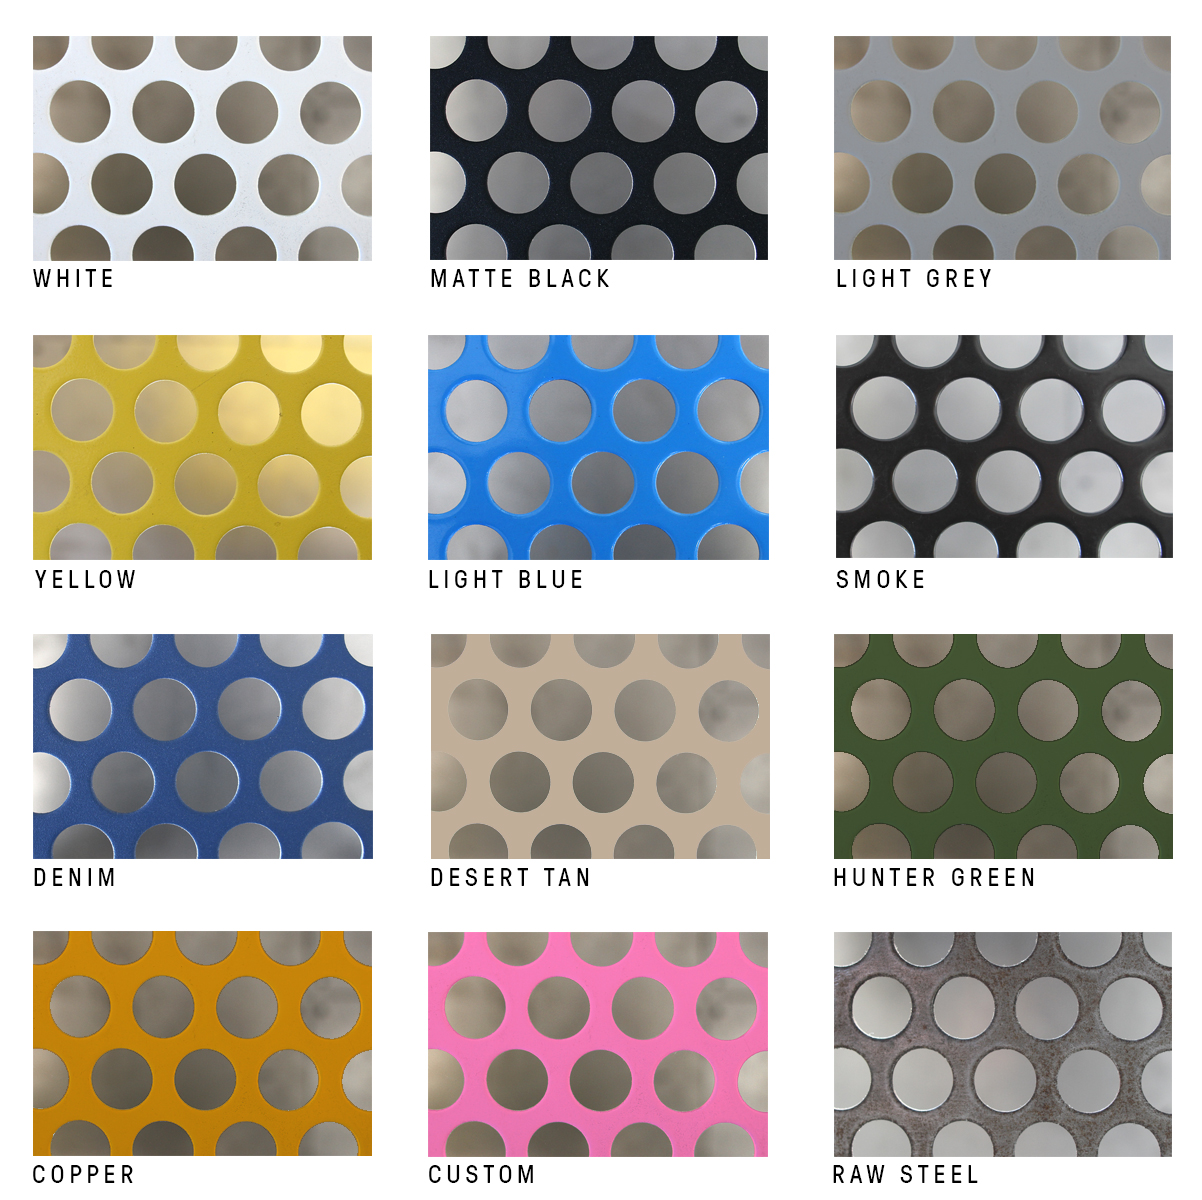 WHITE
MATTE BLACK
LIGHT GREY
YELLOW
LIGHT BLUE
SMOKE
DENIM
DESERT TAN
HUNTER GREEN
COPPER
CUSTOM
RAW STEEL